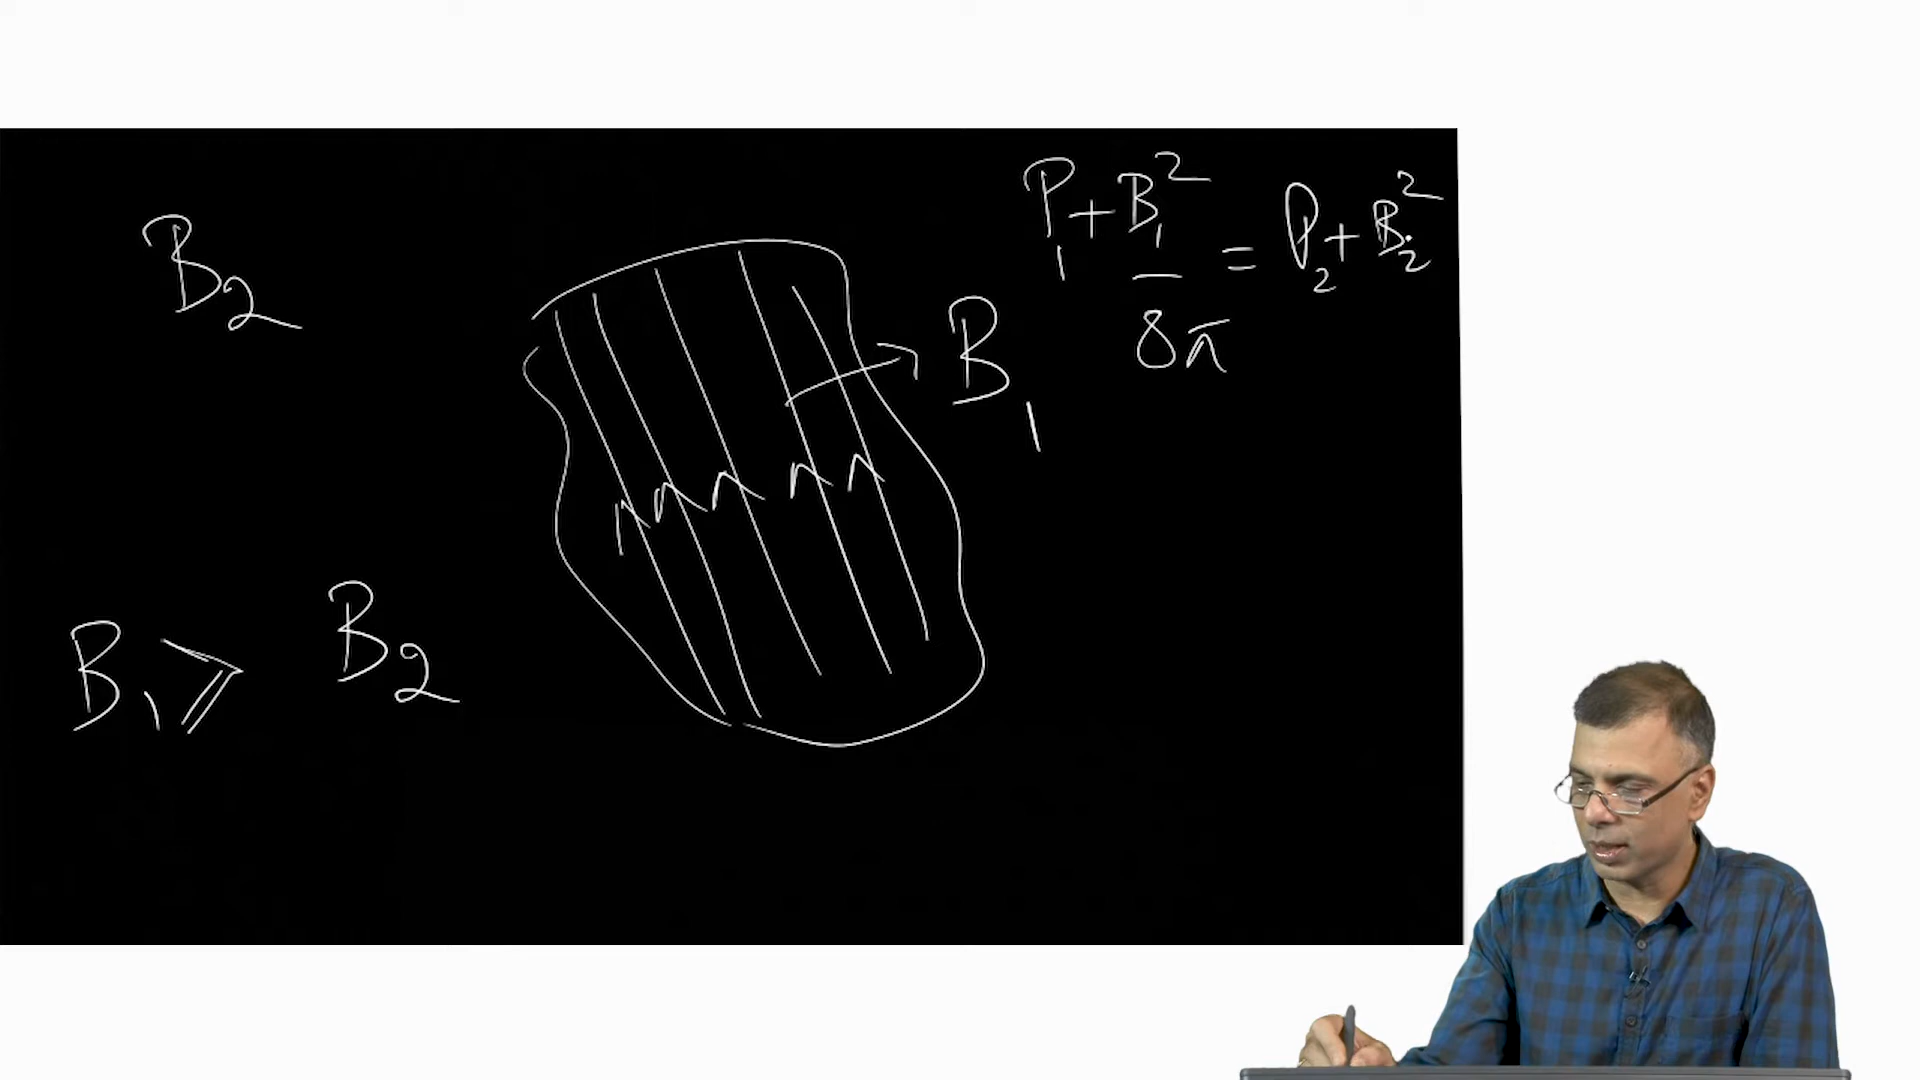 B₂
P₁ + B₁² / 8π = P₂ + B₂²
B₁
B₁ ≫ B₂